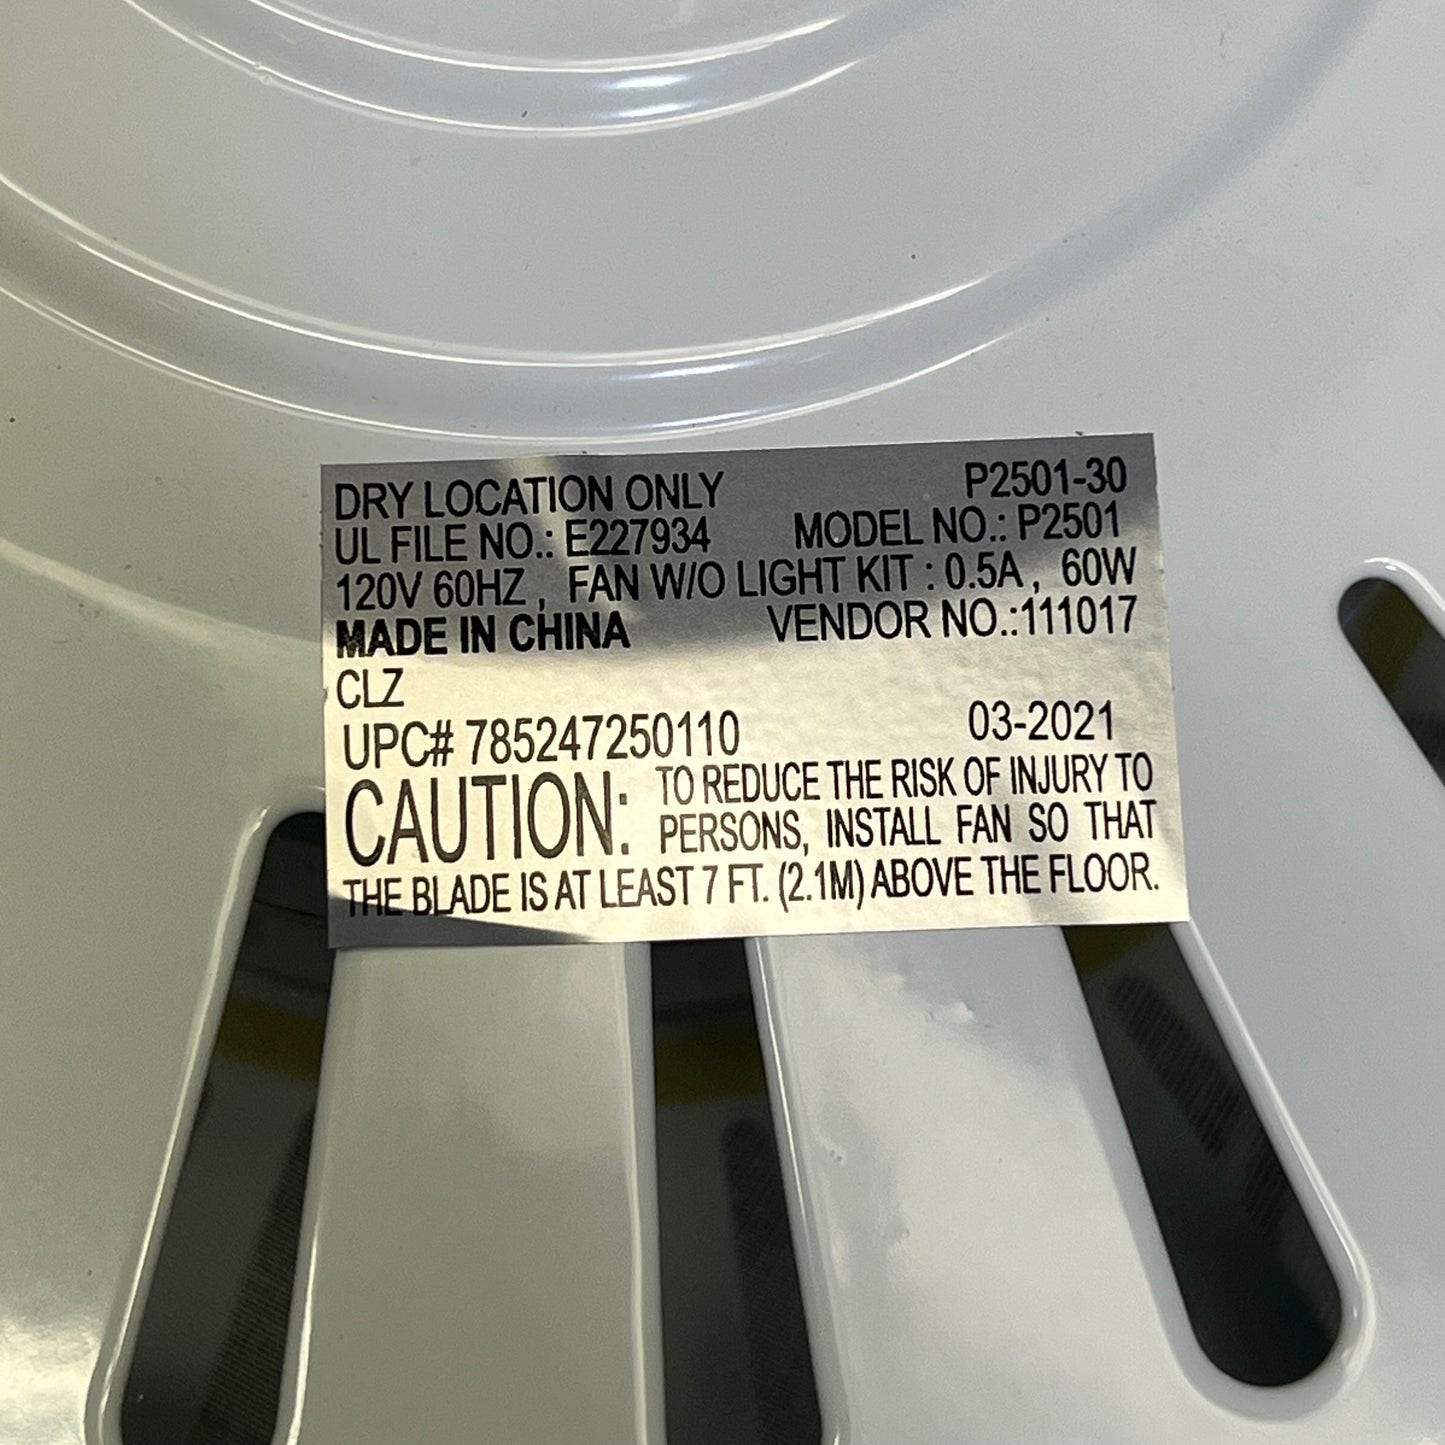 DRY LOCATION ONLY P2501-30
UL FILE NO.: E227934 MODEL NO.: P2501
120V 60HZ , FAN W/O LIGHT KIT : 0.5A , 60W
MADE IN CHINA VENDOR NO.:111017
CLZ
UPC# 785247250110 03-2021
CAUTION: TO REDUCE THE RISK OF INJURY TO
PERSONS, INSTALL FAN SO THAT
THE BLADE IS AT LEAST 7 FT. (2.1M) ABOVE THE FLOOR.